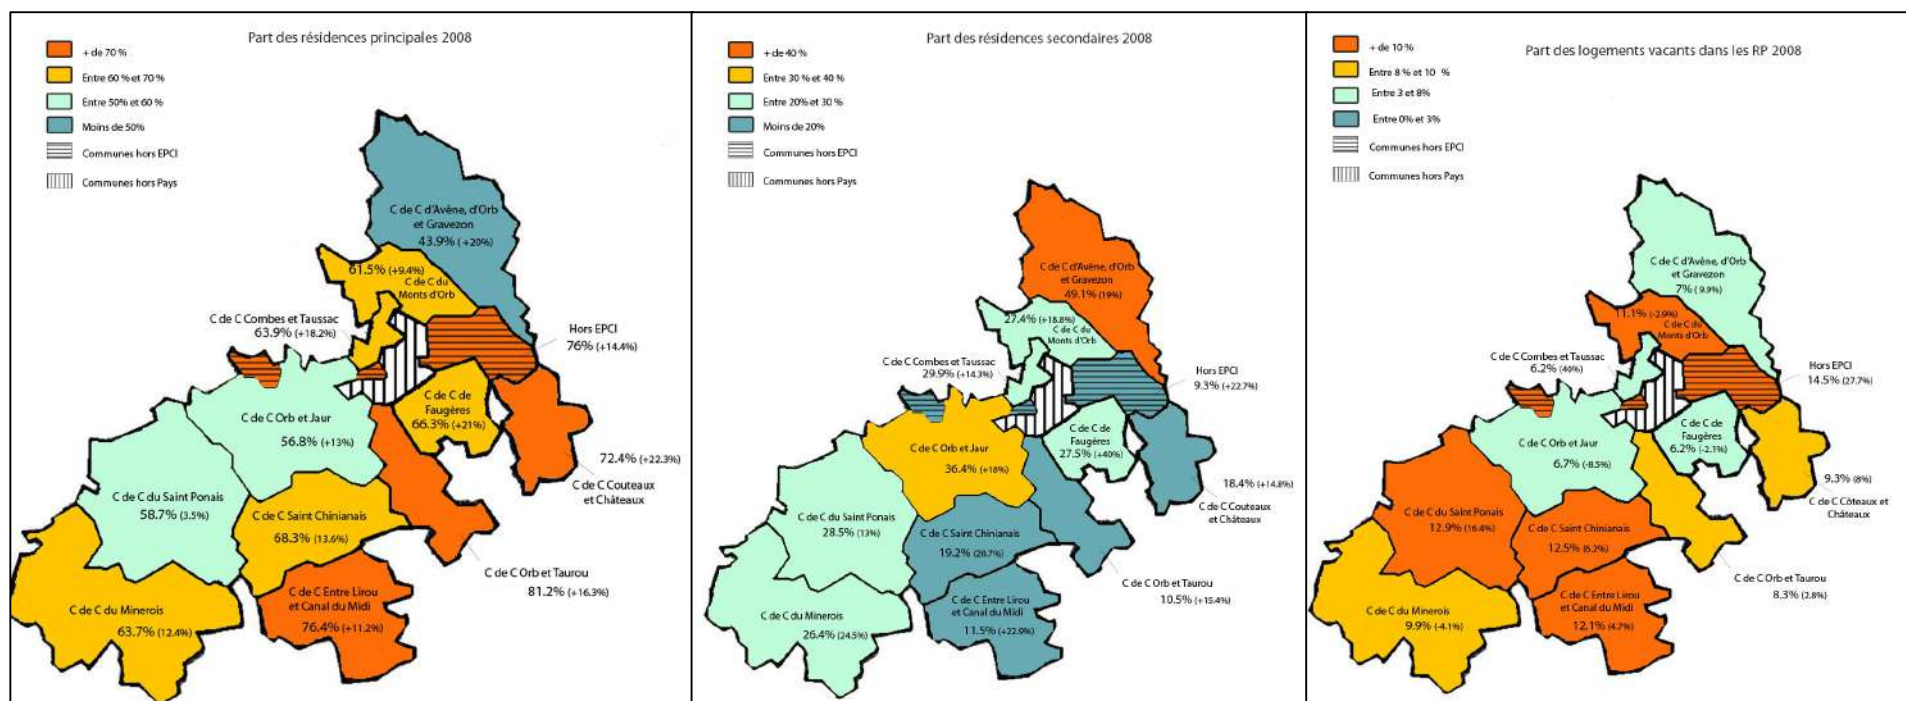 Part des résidences principales 2008
+ de 70 %
Entre 60 % et 70 %
Entre 50% et 60 %
Moins de 50%
Communes hors EPCI
Communes hors Pays
C de C d'Avène, d'Orb
et Gravezon
43.9% (+20%)
61.5% (+9.4%)
C de C du
Monts d'Orb
C de C Combes et Taussac
63.9% (+18.2%)
Hors EPCI
76% (+14.4%)
C de C de
Faugères
66.3% (+21%)
C de C Orb et Jaur
56.8% (+13%)
72.4% (+22.3%)
C de C Couteaux
et Châteaux
C de C du Saint Ponais
58.7% (3.5%)
C de C Saint Chinianais
68.3% (13.6%)
C de C Orb et Taurou
81.2% (+16.3%)
C de C Entre Lirou
et Canal du Midi
76.4% (+11.2%)
C de C du Minerois
63.7% (12.4%)
Part des résidences secondaires 2008
+ de 40 %
Entre 30 % et 40 %
Entre 20% et 30 %
Moins de 20%
Communes hors EPCI
Communes hors Pays
C de C d'Avène, d'Orb
et Gravezon
49.1% (19%)
27.4% (+18.8%)
C de C du
Monts d'Orb
C de C Combes et Taussac
29.9% (+14.3%)
Hors EPCI
9.3% (+22.7%)
C de C de
Faugères
27.5% (+40%)
C de C Orb et Jaur
36.4% (+18%)
18.4% (+14.8%)
C de C Couteaux
et Châteaux
C de C du Saint Ponais
28.5% (13%)
C de C Saint Chinianais
19.2% (20.7%)
C de C Orb et Taurou
10.5% (+15.4%)
C de C Entre Lirou
et Canal du Midi
11.5% (+22.9%)
C de C du Minerois
26.4% (24.5%)
Part des logements vacants dans les RP 2008
+ de 10 %
Entre 8 % et 10 %
Entre 3 et 8%
Entre 0% et 3%
Communes hors EPCI
Communes hors Pays
C de C d'Avène, d'Orb
et Gravezon
7% ( 9.9%)
11.1% (-2.9%)
C de C du
Monts d'Orb
C de C Combes et Taussac
6.2% (40%)
Hors EPCI
14.5% (27.7%)
C de C de
Faugères
6.2% (-2.1%)
C de C Orb et Jaur
6.7% (-8.5%)
9.3% (8%)
C de C Côteaux et
Châteaux
C de C du Saint Ponais
12.9% (16.4%)
C de C Saint Chinianais
12.5% (6.2%)
C de C Orb et Taurou
8.3% (2.8%)
C de C Entre Lirou
et Canal du Midi
12.1% (4.7%)
C de C du Minerois
9.9% (-4.1%)